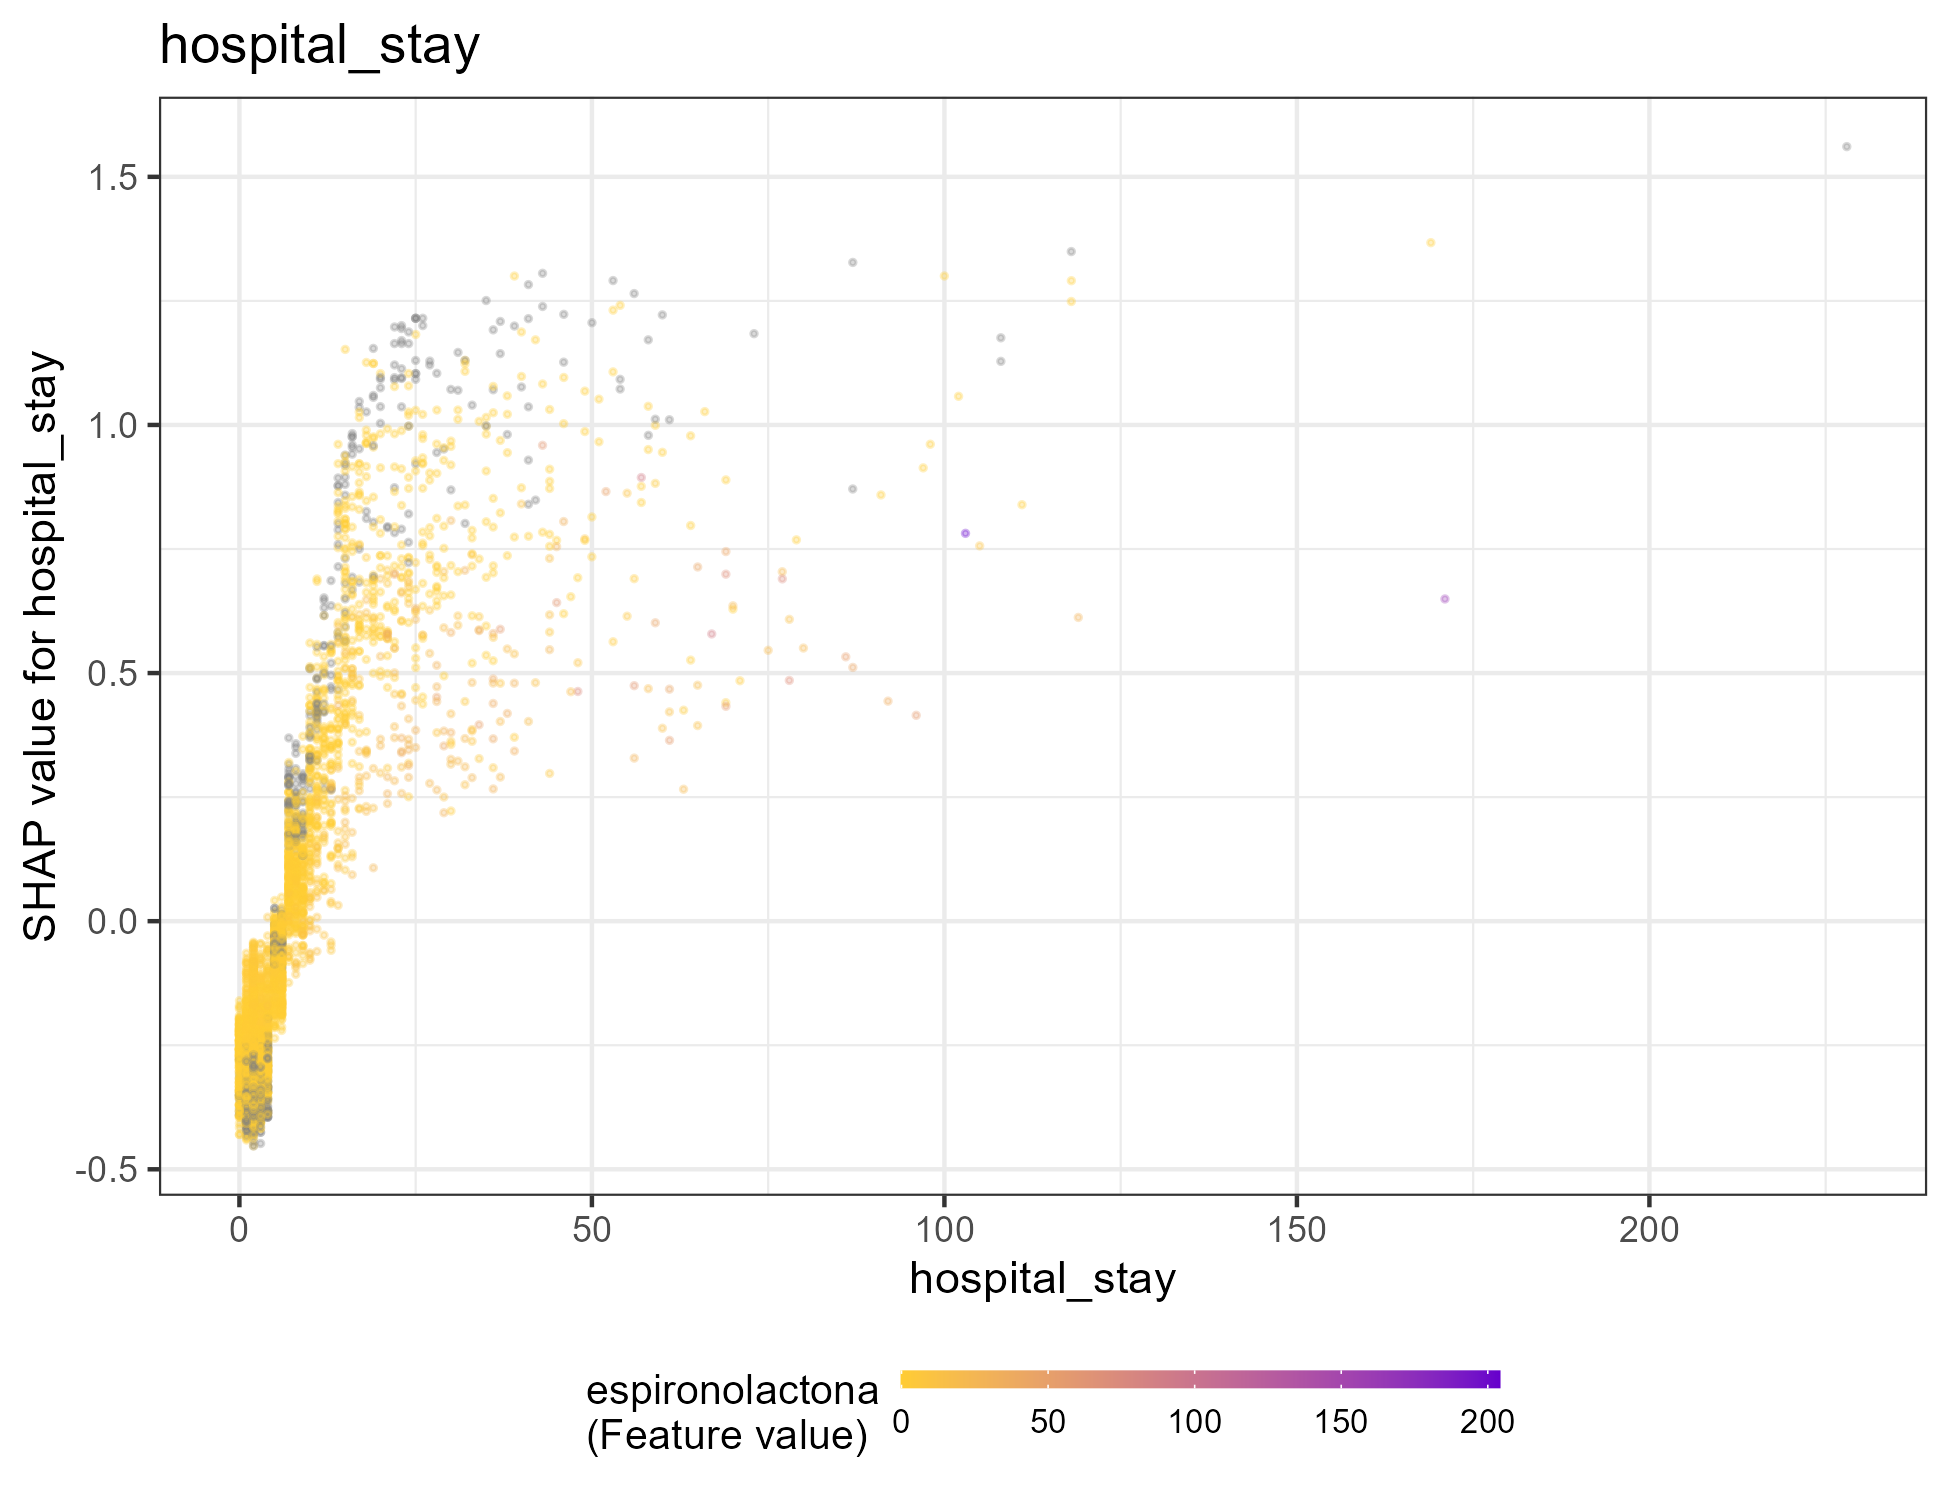 hospital_stay
SHAP value for hospital_stay
1.5
1.0
0.5
0.0
-0.5
0 50 100 150 200
hospital_stay
espironolactona
(Feature value)
0 50 100 150 200